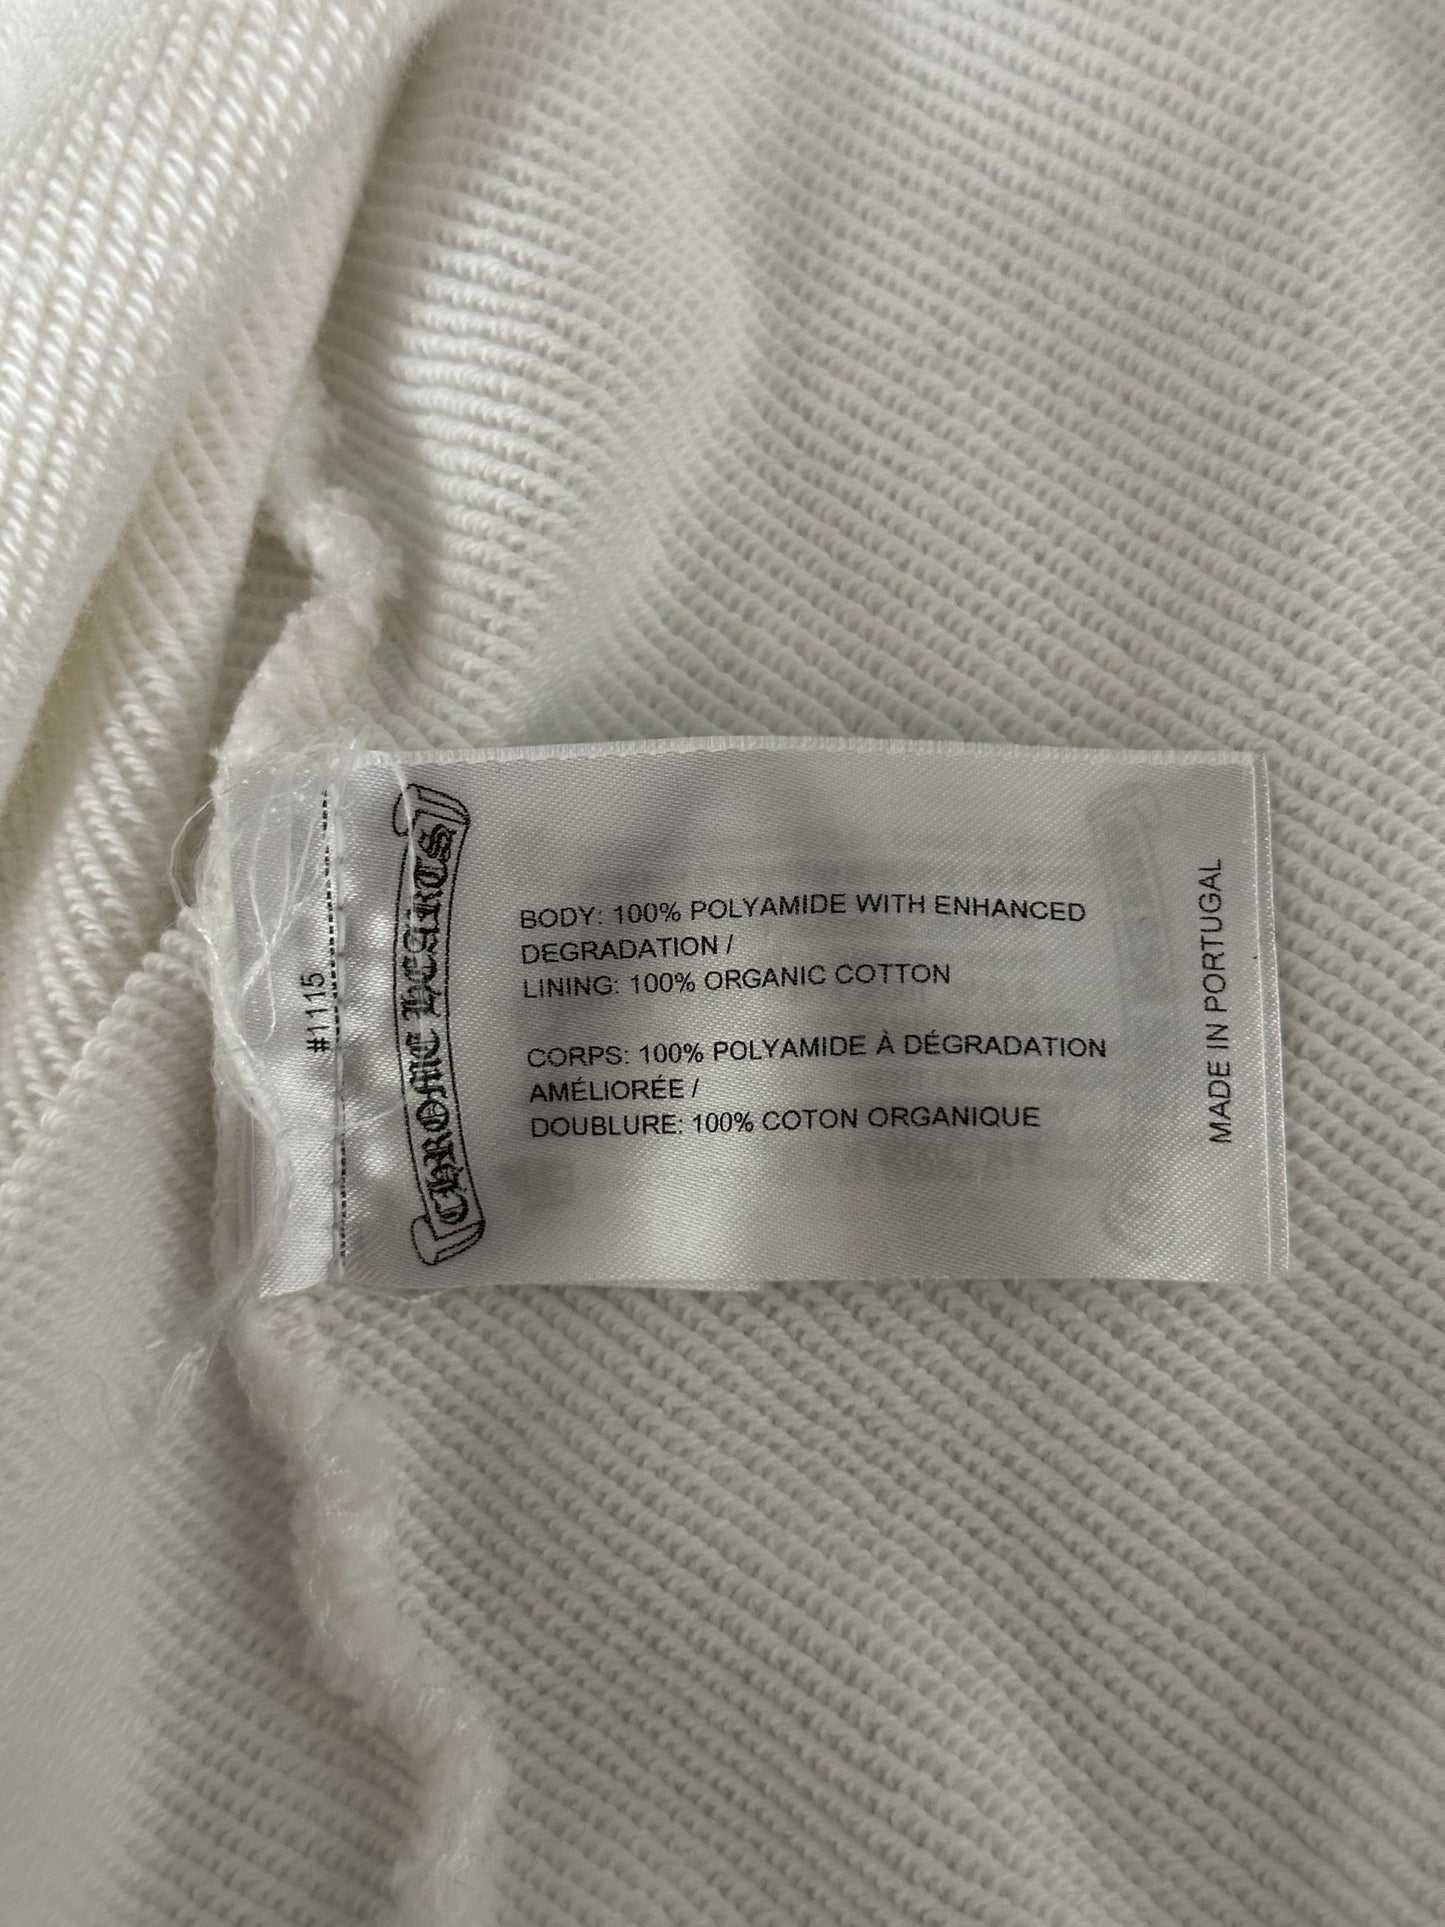 #1115
CHROME HEARTS
BODY: 100% POLYAMIDE WITH ENHANCED
DEGRADATION /
LINING: 100% ORGANIC COTTON
CORPS: 100% POLYAMIDE À DÉGRADATION
AMÉLIORÉE /
DOUBLURE: 100% COTON ORGANIQUE
MADE IN PORTUGAL